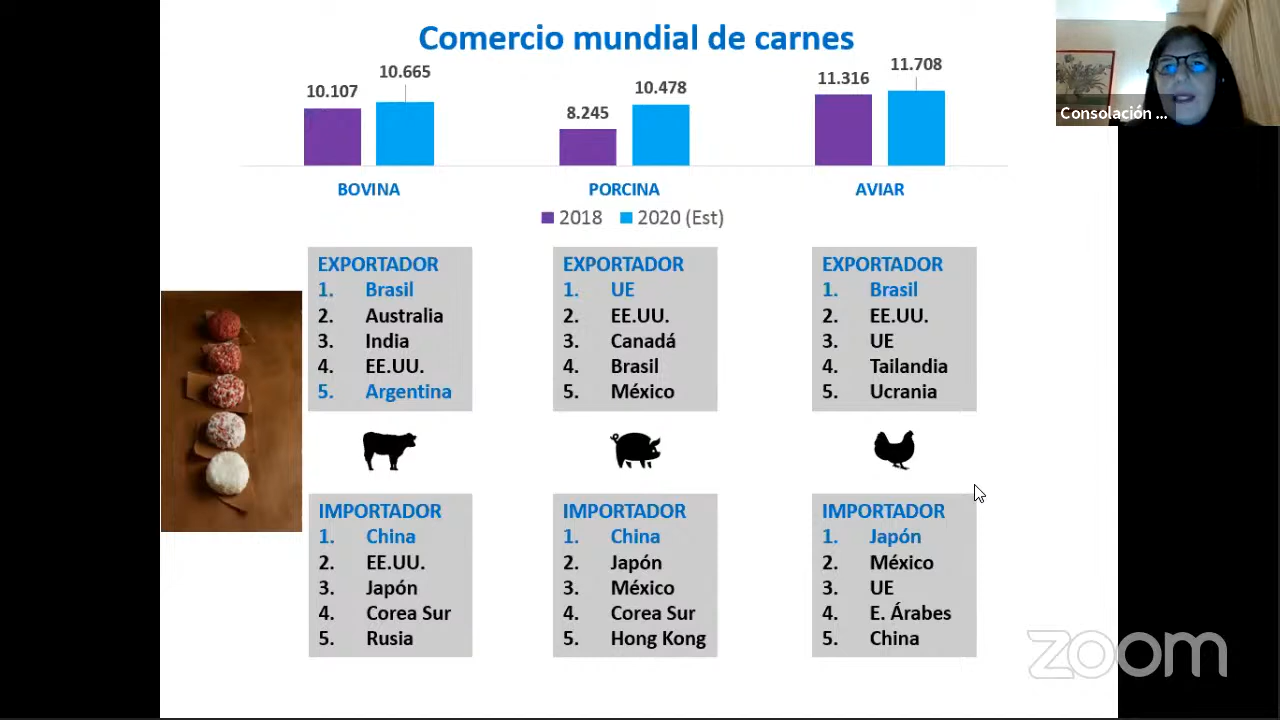 Comercio mundial de carnes
10.107
10.665
8.245
10.478
11.316
11.708
BOVINA
PORCINA
AVIAR
2018
2020 (Est)
EXPORTADOR
1. Brasil
2. Australia
3. India
4. EE.UU.
5. Argentina
EXPORTADOR
1. UE
2. EE.UU.
3. Canadá
4. Brasil
5. México
EXPORTADOR
1. Brasil
2. EE.UU.
3. UE
4. Tailandia
5. Ucrania
IMPORTADOR
1. China
2. EE.UU.
3. Japón
4. Corea Sur
5. Rusia
IMPORTADOR
1. China
2. Japón
3. México
4. Corea Sur
5. Hong Kong
IMPORTADOR
1. Japón
2. México
3. UE
4. E. Árabes
5. China
Consolación ...
zoom